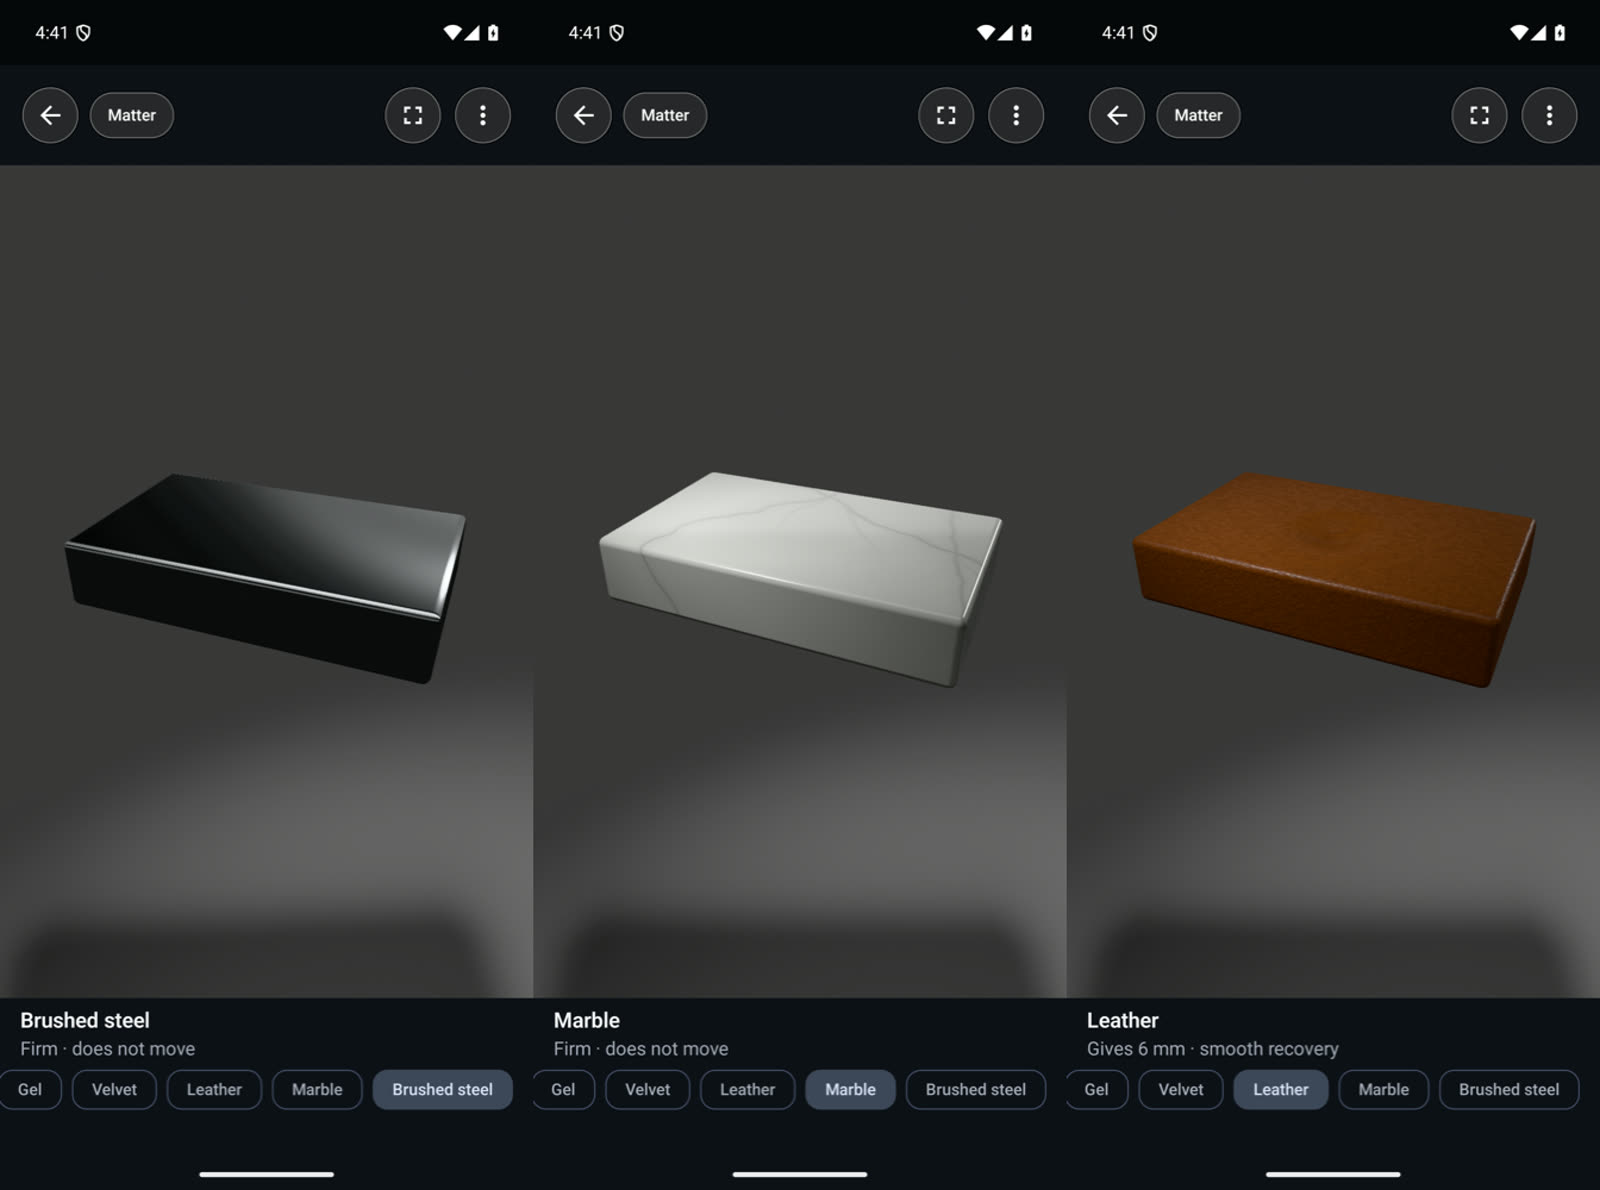 4:41
Matter
Brushed steel
Firm · does not move
Gel Velvet Leather Marble Brushed steel
4:41
Matter
Marble
Firm · does not move
Gel Velvet Leather Marble Brushed steel
4:41
Matter
Leather
Gives 6 mm · smooth recovery
Gel Velvet Leather Marble Brushed steel